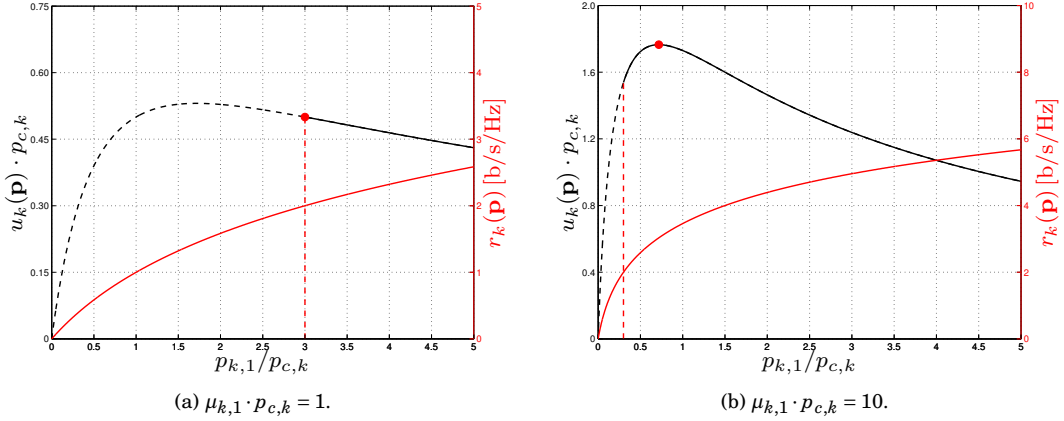 0.75
0.60
0.45
0.30
0.15
0
u_k(p) · p_{c,k}
5
4
3
2
1
0
r_k(p) [b/s/Hz]
0 0.5 1 1.5 2 2.5 3 3.5 4 4.5 5
p_{k,1}/p_{c,k}
(a) μ_{k,1} · p_{c,k} = 1.
2.0
1.6
1.2
0.8
0.4
0
u_k(p) · p_{c,k}
10
8
6
4
2
0
r_k(p) [b/s/Hz]
0 0.5 1 1.5 2 2.5 3 3.5 4 4.5 5
p_{k,1}/p_{c,k}
(b) μ_{k,1} · p_{c,k} = 10.